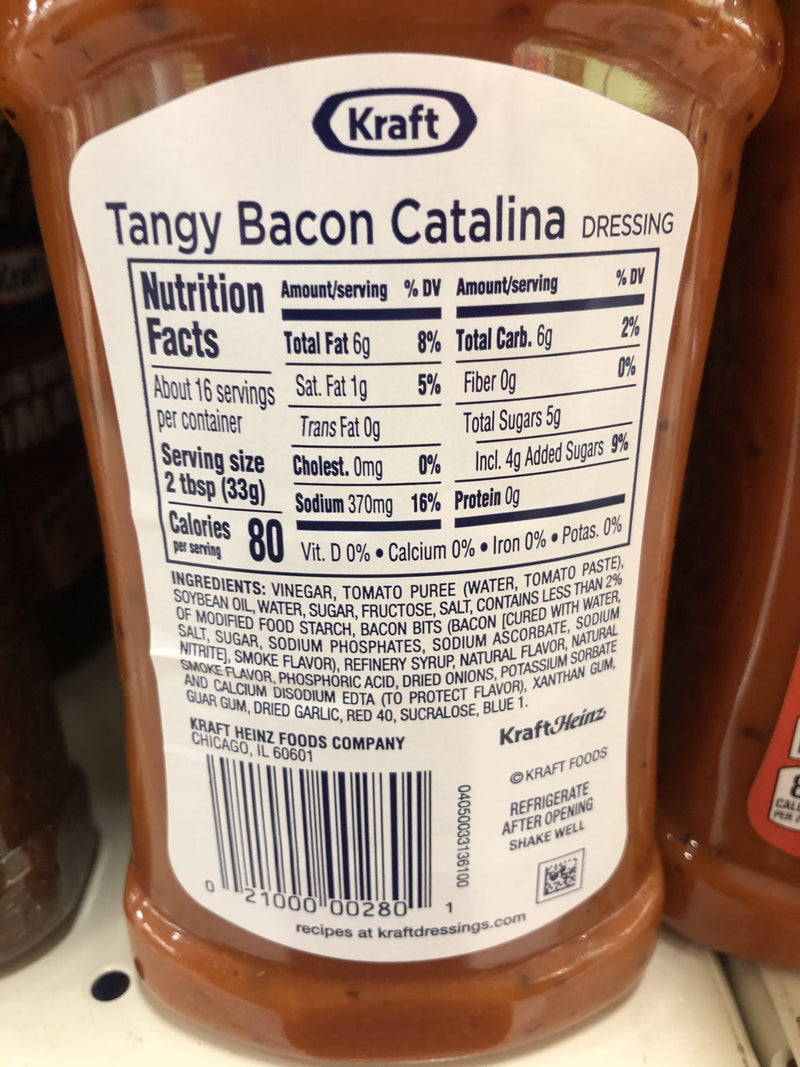 Kraft
Tangy Bacon Catalina DRESSING
Nutrition Facts
About 16 servings
per container
Serving size
2 tbsp (33g)
Calories 80
per serving
Amount/serving % DV
Total Fat 6g 8%
Sat. Fat 1g 5%
Trans Fat 0g
Cholest. 0mg 0%
Sodium 370mg 16%
Amount/serving % DV
Total Carb. 6g 2%
Fiber 0g 0%
Total Sugars 5g
Incl. 4g Added Sugars 9%
Protein 0g
Vit. D 0% • Calcium 0% • Iron 0% • Potas. 0%
INGREDIENTS: VINEGAR, TOMATO PUREE (WATER, TOMATO PASTE),
SOYBEAN OIL, WATER, SUGAR, FRUCTOSE, SALT, CONTAINS LESS THAN 2%
OF MODIFIED FOOD STARCH, BACON BITS (BACON [CURED WITH WATER,
SALT, SUGAR, SODIUM PHOSPHATES, SODIUM ASCORBATE, SODIUM
NITRITE], SMOKE FLAVOR), REFINERY SYRUP, NATURAL FLAVOR, NATURAL
SMOKE FLAVOR, PHOSPHORIC ACID, DRIED ONIONS, POTASSIUM SORBATE
AND CALCIUM DISODIUM EDTA (TO PROTECT FLAVOR), XANTHAN GUM,
GUAR GUM, DRIED GARLIC, RED 40, SUCRALOSE, BLUE 1.
KRAFT HEINZ FOODS COMPANY
CHICAGO, IL 60601
KraftHeinz
© KRAFT FOODS
REFRIGERATE
AFTER OPENING
SHAKE WELL
04050033136100
0 21000 00280 1
recipes at kraftdressings.com